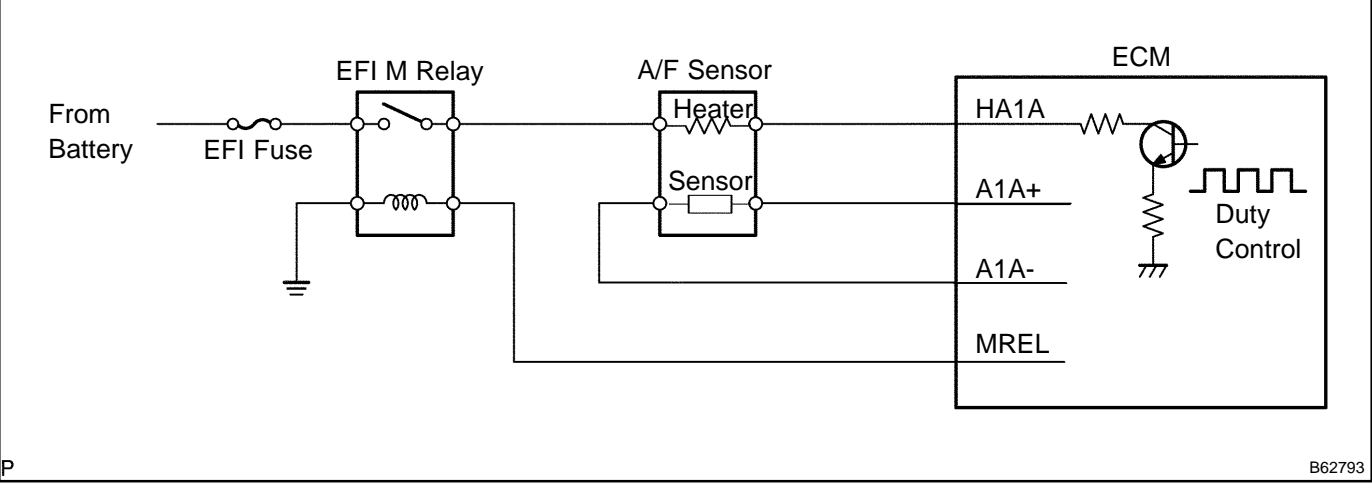 ECM
EFI M Relay
A/F Sensor
From
Battery
EFI Fuse
Heater
Sensor
HA1A
A1A+
A1A-
MREL
Duty
Control
P
B62793